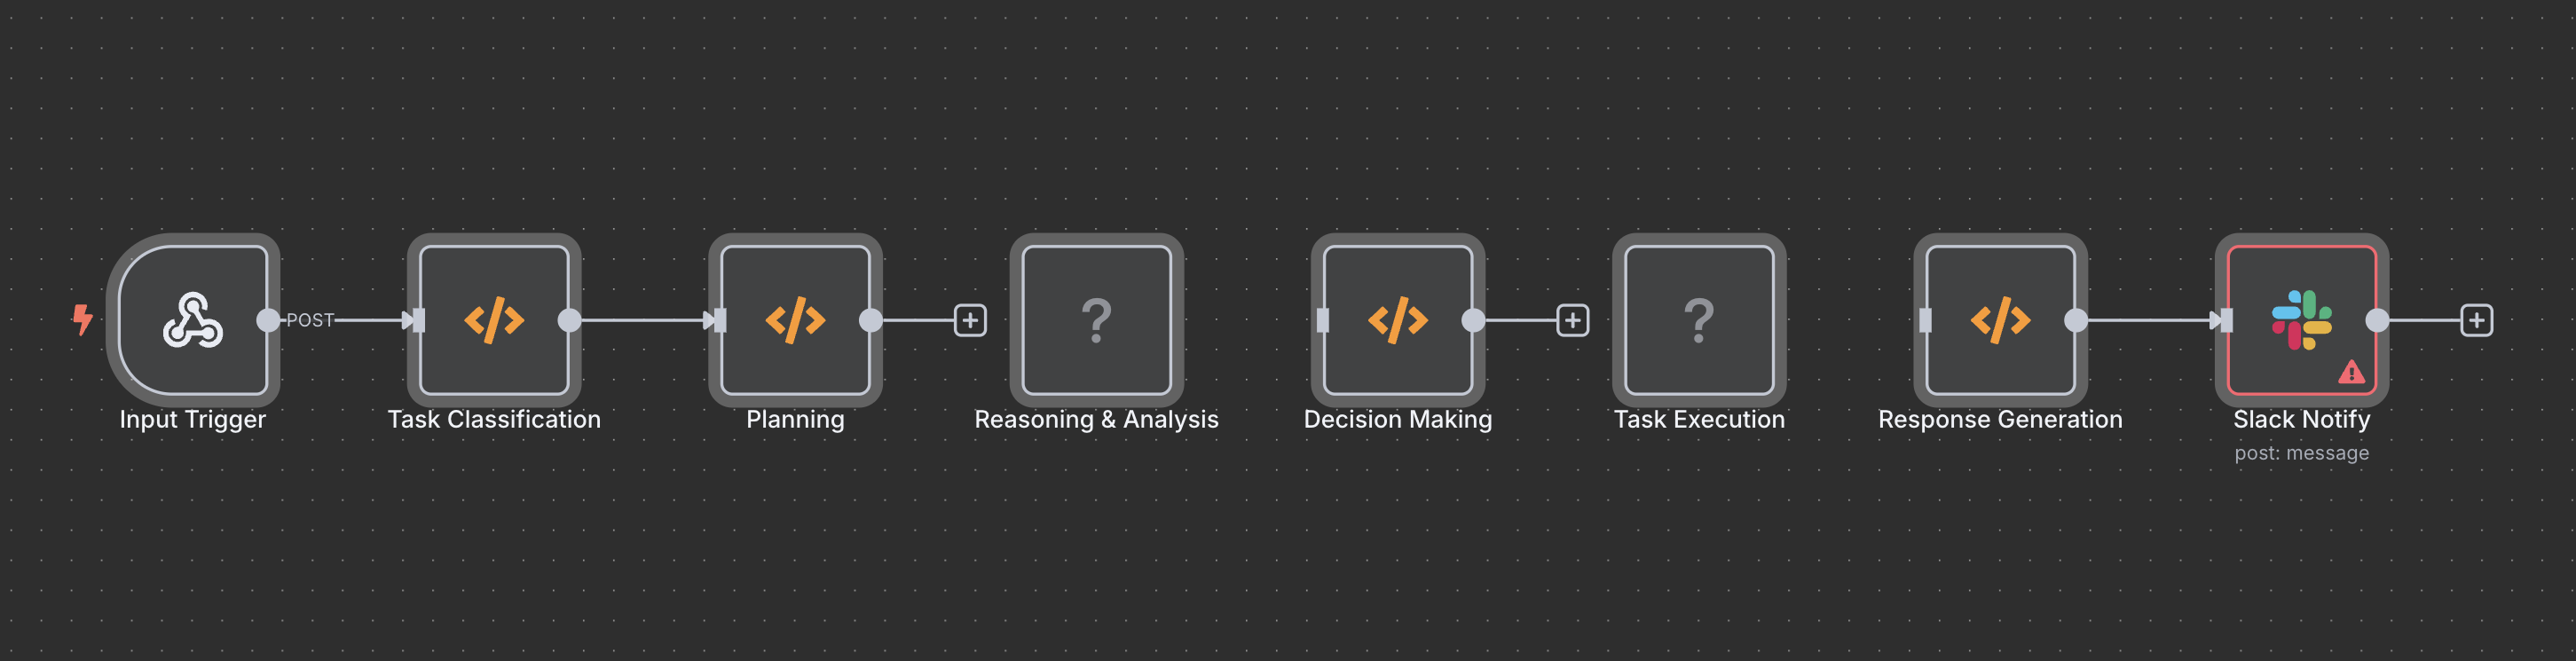 POST
Input Trigger
Task Classification
Planning
?
Reasoning & Analysis
Decision Making
?
Task Execution
Response Generation
Slack Notify
post: message